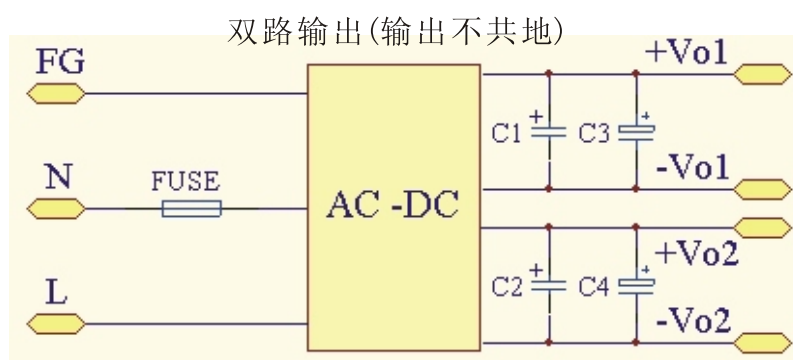 双路输出(输出不共地)
FG
+Vo1
C1
C3
N
FUSE
-Vo1
AC -DC
+Vo2
L
C2
C4
-Vo2